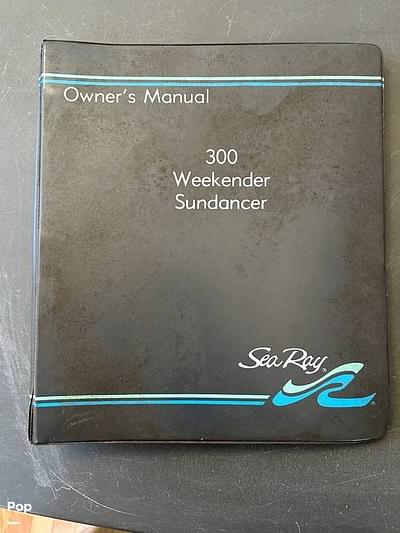 Owner's Manual
300
Weekender
Sundancer
Sea Ray®
Pop